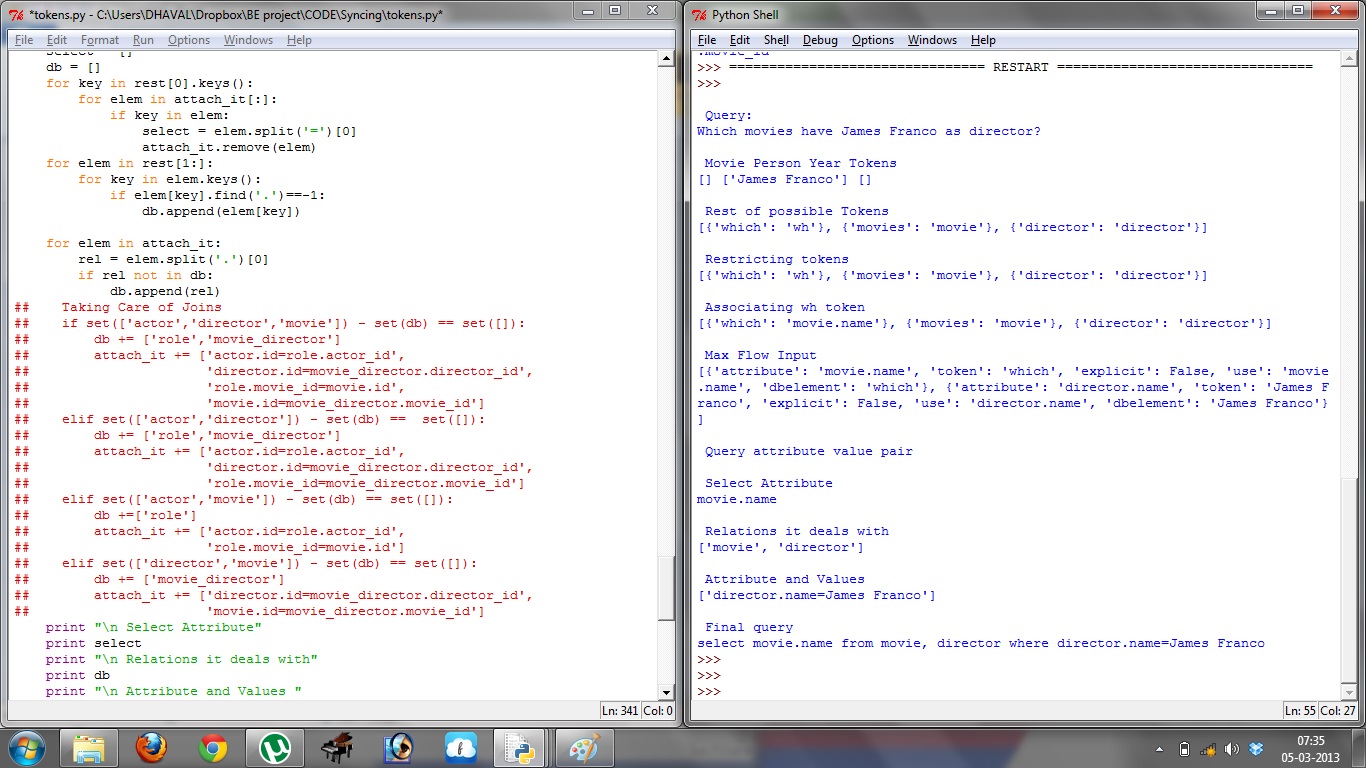 *tokens.py - C:\Users\DHAVAL\Dropbox\BE project\CODE\Syncing\tokens.py*
File Edit Format Run Options Windows Help
db = []
for key in rest[0].keys():
for elem in attach_it[:]:
if key in elem:
select = elem.split('=')[0]
attach_it.remove(elem)
for elem in rest[1:]:
for key in elem.keys():
if elem[key].find('.')==-1:
db.append(elem[key])
for elem in attach_it:
rel = elem.split('.')[0]
if rel not in db:
db.append(rel)
## Taking Care of Joins
## if set(['actor','director','movie']) - set(db) == set([]):
## db += ['role','movie_director']
## attach_it += ['actor.id=role.actor_id',
## 'director.id=movie_director.director_id',
## 'role.movie_id=movie.id',
## 'movie.id=movie_director.movie_id']
## elif set(['actor','director']) - set(db) == set([]):
## db += ['role','movie_director']
## attach_it += ['actor.id=role.actor_id',
## 'director.id=movie_director.director_id',
## 'role.movie_id=movie_director.movie_id']
## elif set(['actor','movie']) - set(db) == set([]):
## db +=['role']
## attach_it += ['actor.id=role.actor_id',
## 'role.movie_id=movie.id']
## elif set(['director','movie']) - set(db) == set([]):
## db += ['movie_director']
## attach_it += ['director.id=movie_director.director_id',
## 'movie.id=movie_director.movie_id']
print "\n Select Attribute"
print select
print "\n Relations it deals with"
print db
print "\n Attribute and Values "
Ln: 341 Col: 0
Python Shell
File Edit Shell Debug Options Windows Help
>>> ================================ RESTART ================================
>>>
Query:
Which movies have James Franco as director?
Movie Person Year Tokens
[] ['James Franco'] []
Rest of possible Tokens
[{'which': 'wh'}, {'movies': 'movie'}, {'director': 'director'}]
Restricting tokens
[{'which': 'wh'}, {'movies': 'movie'}, {'director': 'director'}]
Associating wh token
[{'which': 'movie.name'}, {'movies': 'movie'}, {'director': 'director'}]
Max Flow Input
[{'attribute': 'movie.name', 'token': 'which', 'explicit': False, 'use': 'movie
.name', 'dbelement': 'which'}, {'attribute': 'director.name', 'token': 'James F
ranco', 'explicit': False, 'use': 'director.name', 'dbelement': 'James Franco'}
]
Query attribute value pair
Select Attribute
movie.name
Relations it deals with
['movie', 'director']
Attribute and Values
['director.name=James Franco']
Final query
select movie.name from movie, director where director.name=James Franco
>>>
>>>
>>>
Ln: 55 Col: 27
07:35
05-03-2013